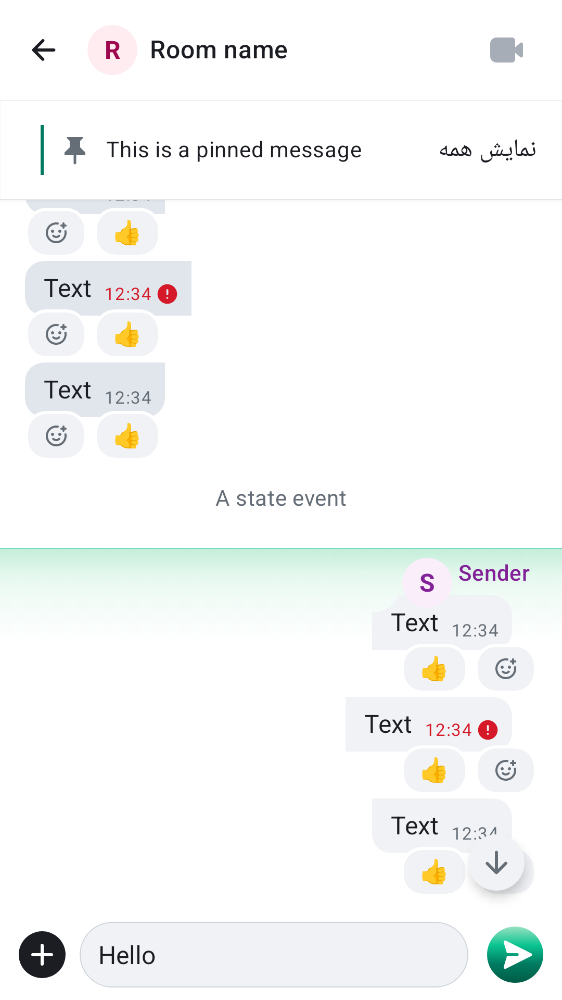 R Room name
This is a pinned message نمایش همه
Text 12:34
Text 12:34
A state event
S Sender
Text 12:34
Text 12:34
Text 12:34
Hello